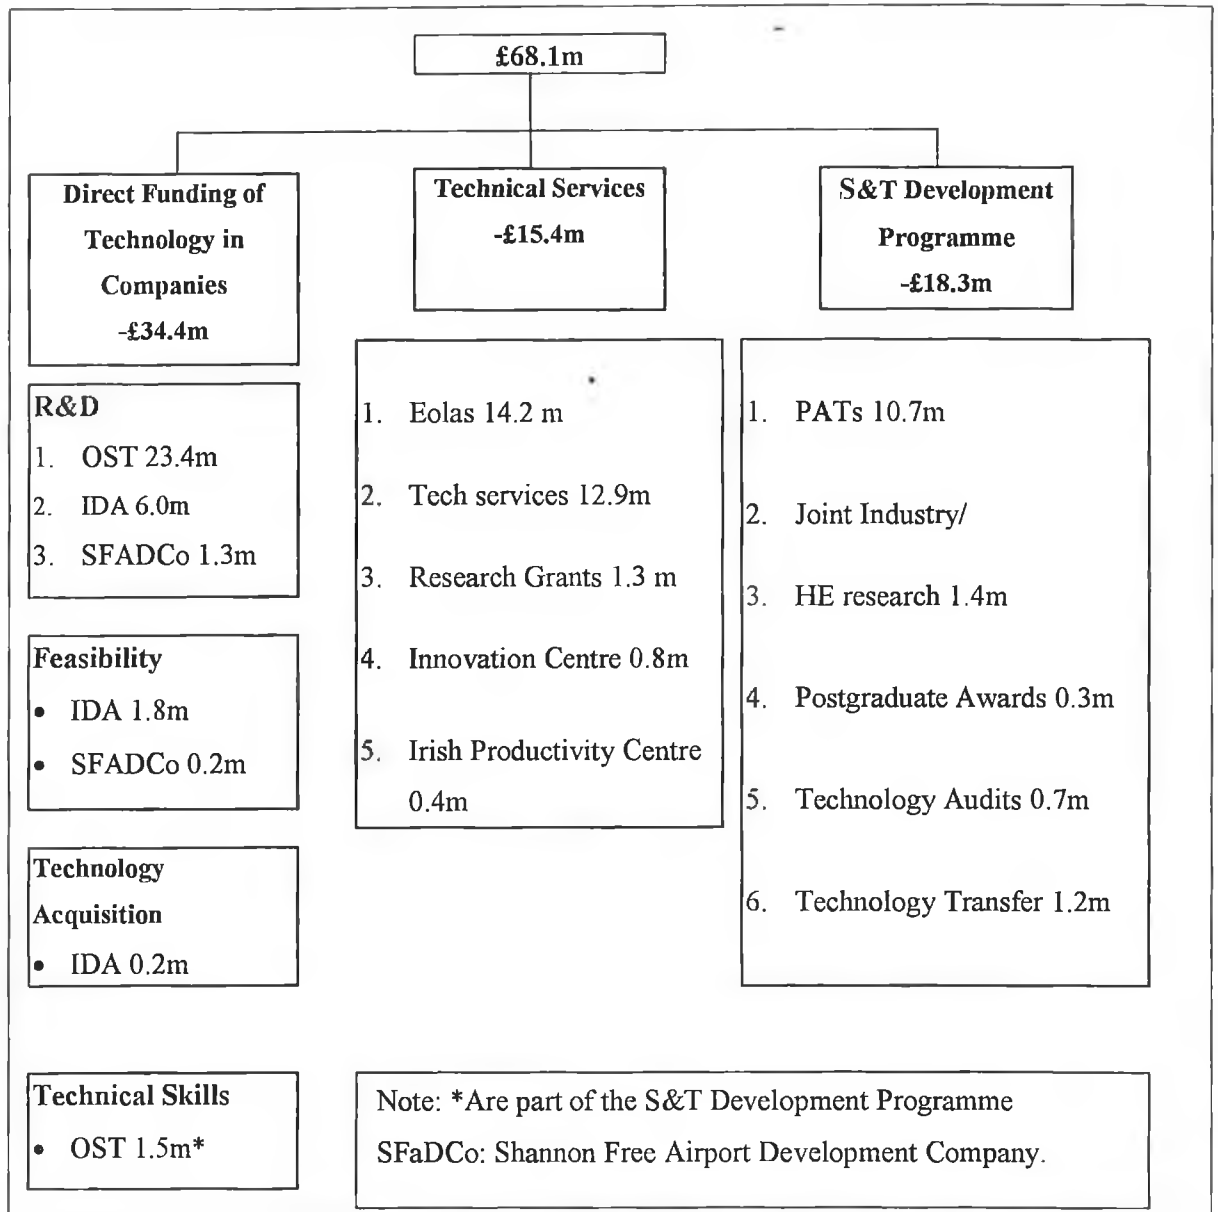 £68.1m
Direct Funding of
Technology in
Companies
-£34.4m
Technical Services
-£15.4m
S&T Development
Programme
-£18.3m
R&D
1. OST 23.4m
2. IDA 6.0m
3. SFADCo 1.3m
Feasibility
• IDA 1.8m
• SFADCo 0.2m
Technology
Acquisition
• IDA 0.2m
Technical Skills
• OST 1.5m*
1. Eolas 14.2 m
2. Tech services 12.9m
3. Research Grants 1.3 m
4. Innovation Centre 0.8m
5. Irish Productivity Centre
0.4m
1. PATs 10.7m
2. Joint Industry/
3. HE research 1.4m
4. Postgraduate Awards 0.3m
5. Technology Audits 0.7m
6. Technology Transfer 1.2m
Note: *Are part of the S&T Development Programme
SFaDCo: Shannon Free Airport Development Company.